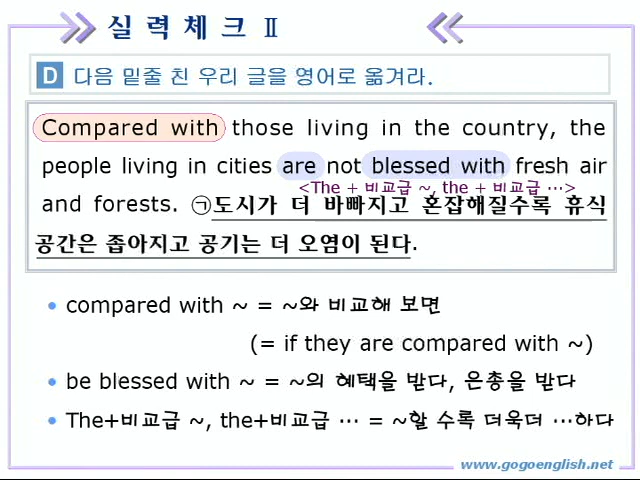 실 력 체 크 Ⅱ
D 다음 밑줄 친 우리 글을 영어로 옮겨라.
Compared with those living in the country, the
people living in cities are not blessed with fresh air
<The + 비교급 ~, the + 비교급 …>
and forests. ㉠도시가 더 바빠지고 혼잡해질수록 휴식
공간은 좁아지고 공기는 더 오염이 된다.
• compared with ~ = ~와 비교해 보면
(= if they are compared with ~)
• be blessed with ~ = ~의 혜택을 받다, 은총을 받다
• The+비교급 ~, the+비교급 … = ~할 수록 더욱더 …하다
www.gogoenglish.net